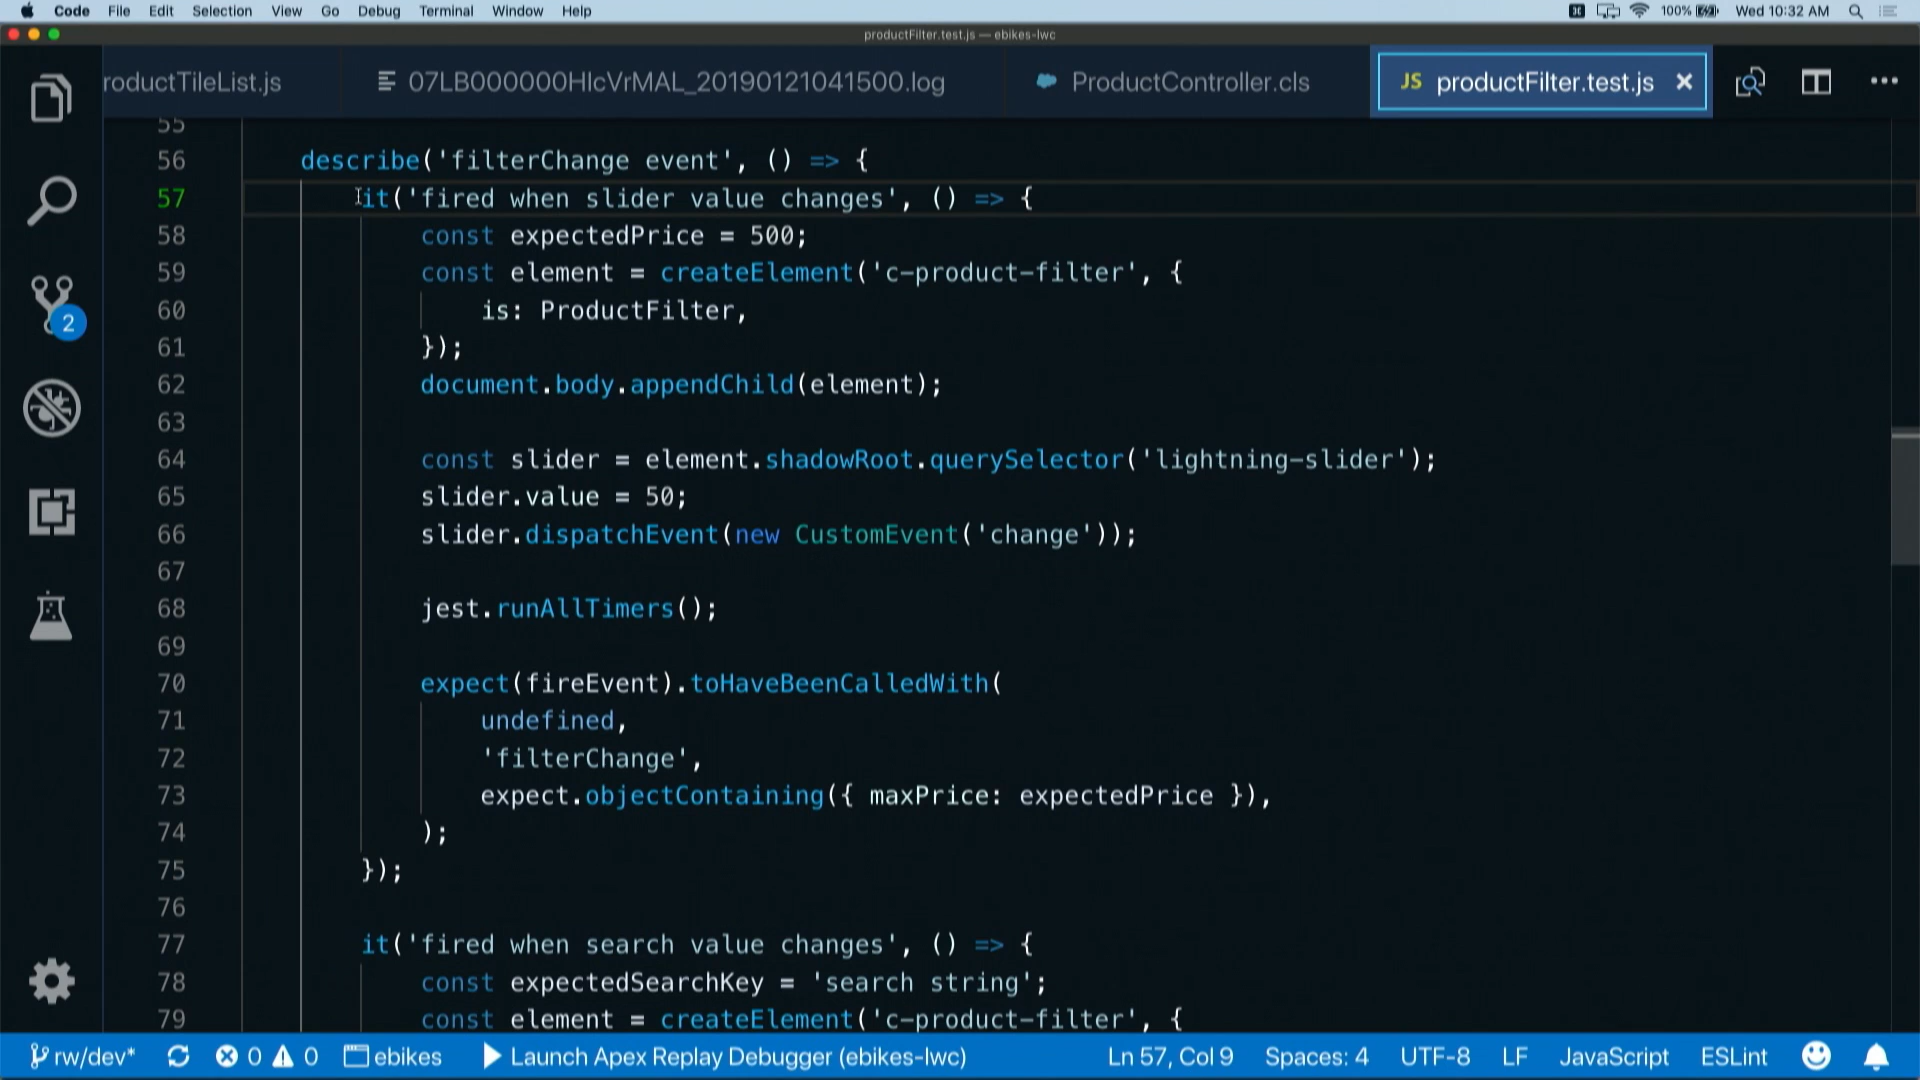 Code File Edit Selection View Go Debug Terminal Window Help 100% Wed 10:32 AM
productFilter.test.js — ebikes-lwc
roductTileList.js 07LB000000HIcVrMAL_20190121041500.log ProductController.cls JS productFilter.test.js
55
56 describe('filterChange event', () => {
57 it('fired when slider value changes', () => {
58 const expectedPrice = 500;
59 const element = createElement('c-product-filter', {
60 is: ProductFilter,
61 });
62 document.body.appendChild(element);
63
64 const slider = element.shadowRoot.querySelector('lightning-slider');
65 slider.value = 50;
66 slider.dispatchEvent(new CustomEvent('change'));
67
68 jest.runAllTimers();
69
70 expect(fireEvent).toHaveBeenCalledWith(
71 undefined,
72 'filterChange',
73 expect.objectContaining({ maxPrice: expectedPrice }),
74 );
75 });
76
77 it('fired when search value changes', () => {
78 const expectedSearchKey = 'search string';
79 const element = createElement('c-product-filter', {
2
rw/dev* 0 0 ebikes Launch Apex Replay Debugger (ebikes-lwc) Ln 57, Col 9 Spaces: 4 UTF-8 LF JavaScript ESLint